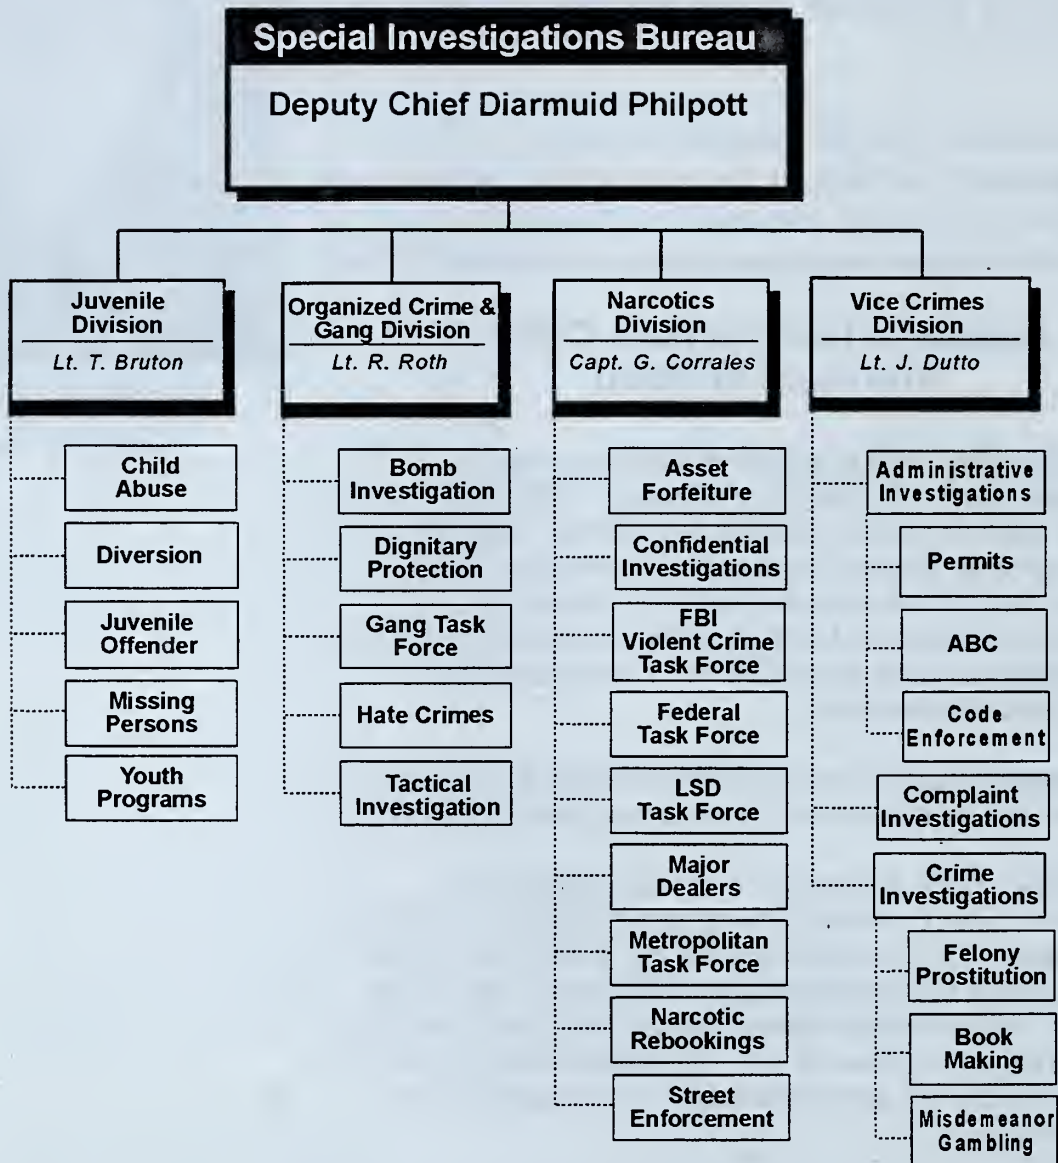 Special Investigations Bureau
Deputy Chief Diarmuid Philpott
Juvenile
Division
Lt. T. Bruton
Child
Abuse
Diversion
Juvenile
Offender
Missing
Persons
Youth
Programs
Organized Crime &
Gang Division
Lt. R. Roth
Bomb
Investigation
Dignitary
Protection
Gang Task
Force
Hate Crimes
Tactical
Investigation
Narcotics
Division
Capt. G. Corrales
Asset
Forfeiture
Confidential
Investigations
FBI
Violent Crime
Task Force
Federal
Task Force
LSD
Task Force
Major
Dealers
Metropolitan
Task Force
Narcotic
Rebookings
Street
Enforcement
Vice Crimes
Division
Lt. J. Dutto
Administrative
Investigations
Permits
ABC
Code
Enforcement
Complaint
Investigations
Crime
Investigations
Felony
Prostitution
Book
Making
Misdemeanor
Gambling